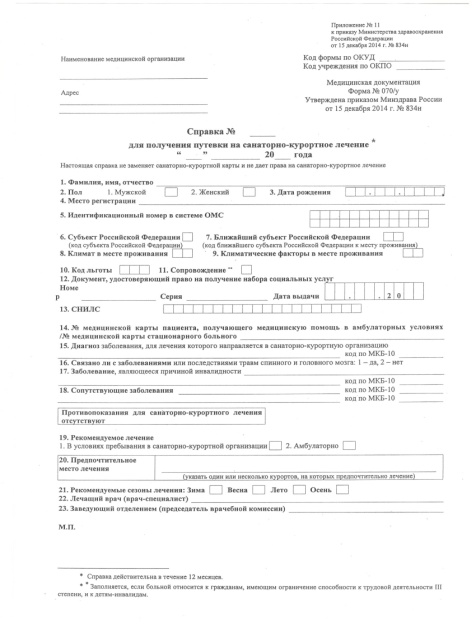 Приложение № 11
к приказу Министерства здравоохранения
Российской Федерации
от 15 декабря 2014 г. № 834н
Наименование медицинской организации
Код формы по ОКУД
Код учреждения по ОКПО
Адрес
Медицинская документация
Форма № 070/у
Утверждена приказом Минздрава России
от 15 декабря 2014 г. № 834н
Справка №
для получения путевки на санаторно-курортное лечение *
“ ” 20 года
Настоящая справка не заменяет санаторно-курортной карты и не дает права на санаторно-курортное лечение
1. Фамилия, имя, отчество
2. Пол 1. Мужской 2. Женский 3. Дата рождения . .
4. Место регистрации
5. Идентификационный номер в системе ОМС
6. Субъект Российской Федерации 7. Ближайший субъект Российской Федерации
(код субъекта Российской Федерации) (код ближайшего субъекта Российской Федерации к месту проживания)
8. Климат в месте проживания 9. Климатические факторы в месте проживания
10. Код льготы 11. Сопровождение **
12. Документ, удостоверяющий право на получение набора социальных услуг
Номе
р Серия Дата выдачи . . 2 0
13. СНИЛС
14. № медицинской карты пациента, получающего медицинскую помощь в амбулаторных условиях
/№ медицинской карты стационарного больного
15. Диагноз заболевания, для лечения которого направляется в санаторно-курортную организацию
код по МКБ-10
16. Связано ли с заболеваниями или последствиями травм спинного и головного мозга: 1 – да, 2 – нет
17. Заболевание, являющееся причиной инвалидности
код по МКБ-10
18. Сопутствующие заболевания код по МКБ-10
код по МКБ-10
Противопоказания для санаторно-курортного лечения
отсутствуют
19. Рекомендуемое лечение
1. В условиях пребывания в санаторно-курортной организации 2. Амбулаторно
20. Предпочтительное
место лечения
(указать один или несколько курортов, на которых предпочтительно лечение)
21. Рекомендуемые сезоны лечения: Зима Весна Лето Осень
22. Лечащий врач (врач-специалист)
23. Заведующий отделением (председатель врачебной комиссии)
М.П.
* Справка действительна в течение 12 месяцев.
* * Заполняется, если больной относится к гражданам, имеющим ограничение способности к трудовой деятельности III
степени, и к детям-инвалидам.